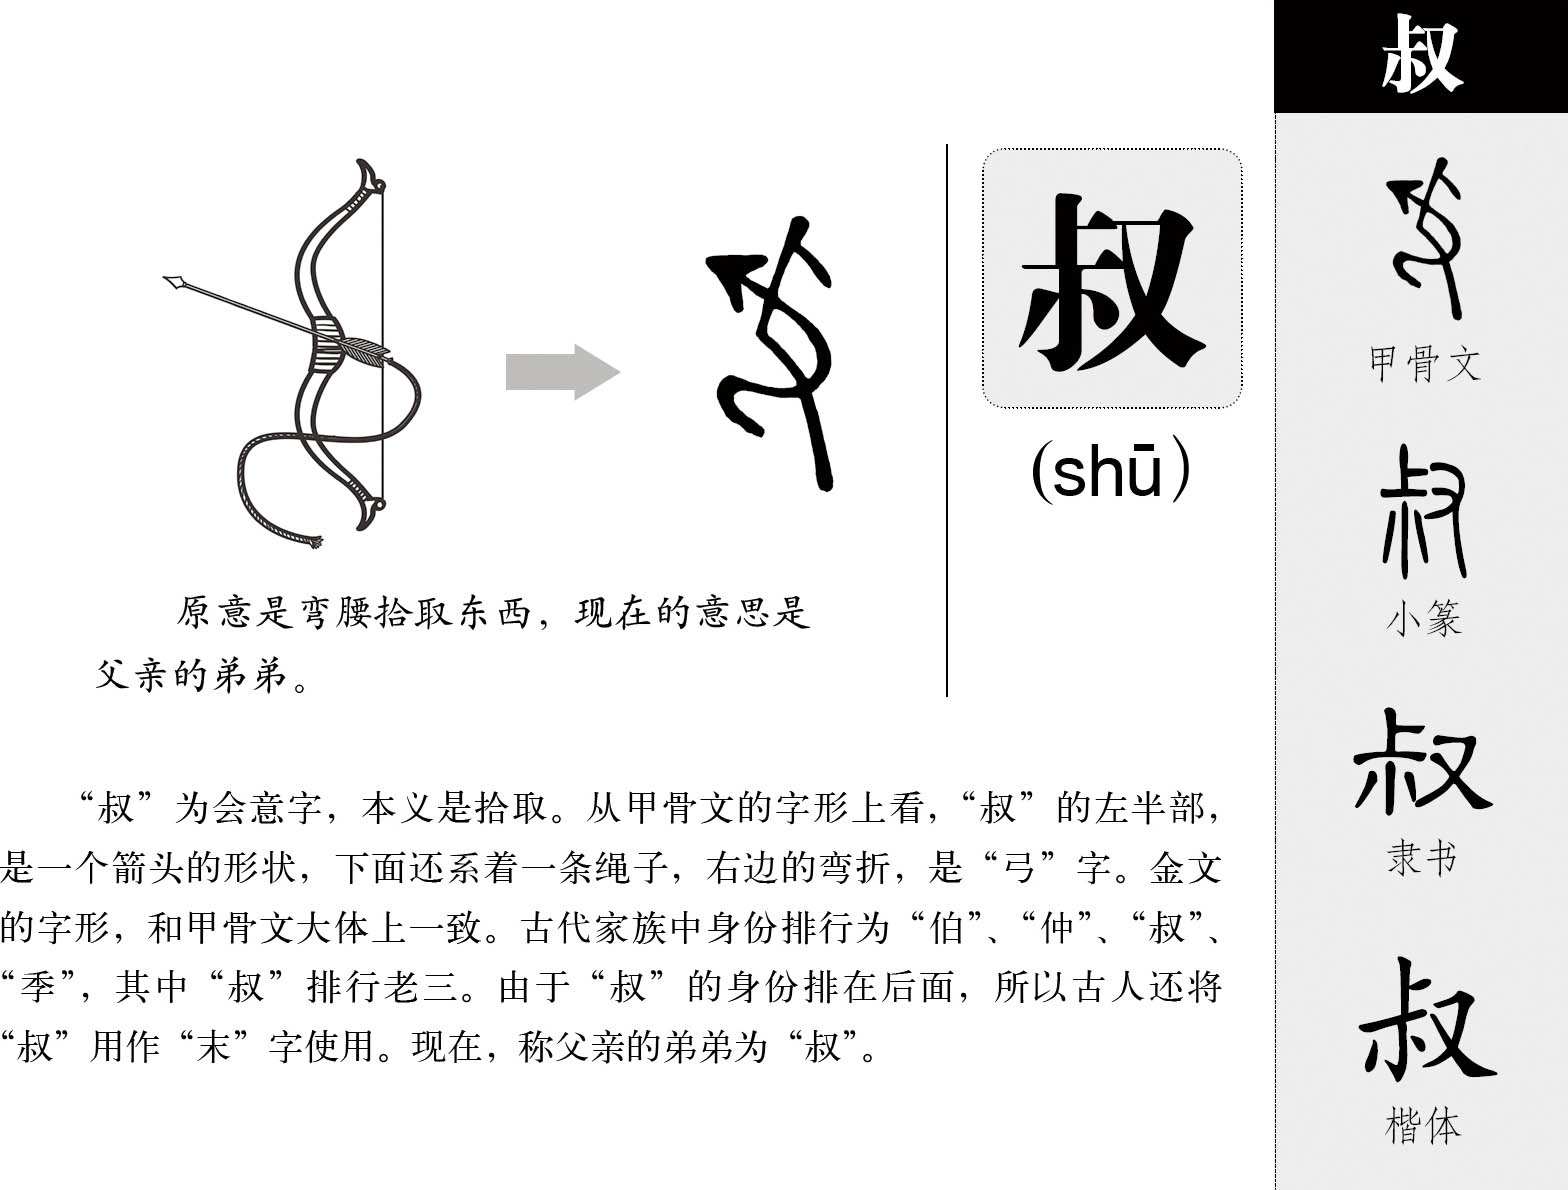 叔
(shū)
原意是弯腰拾取东西，现在的意思是
父亲的弟弟。
“叔”为会意字，本义是拾取。从甲骨文的字形上看，“叔”的左半部，
是一个箭头的形状，下面还系着一条绳子，右边的弯折，是“弓”字。金文
的字形，和甲骨文大体上一致。古代家族中身份排行为“伯”、“仲”、“叔”、
“季”，其中“叔”排行老三。由于“叔”的身份排在后面，所以古人还将
“叔”用作“末”字使用。现在，称父亲的弟弟为“叔”。
叔
甲骨文
叔
小篆
叔
隶书
叔
楷体